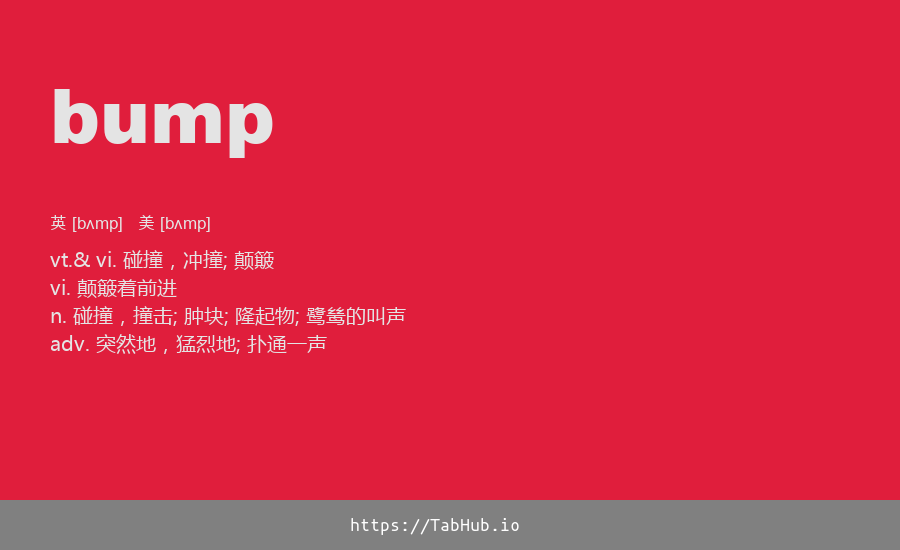 bump
英 [bʌmp] 美 [bʌmp]
vt.& vi. 碰撞，冲撞; 颠簸
vi. 颠簸着前进
n. 碰撞，撞击; 肿块; 隆起物; 鹭鸶的叫声
adv. 突然地，猛烈地; 扑通一声
https://TabHub.io